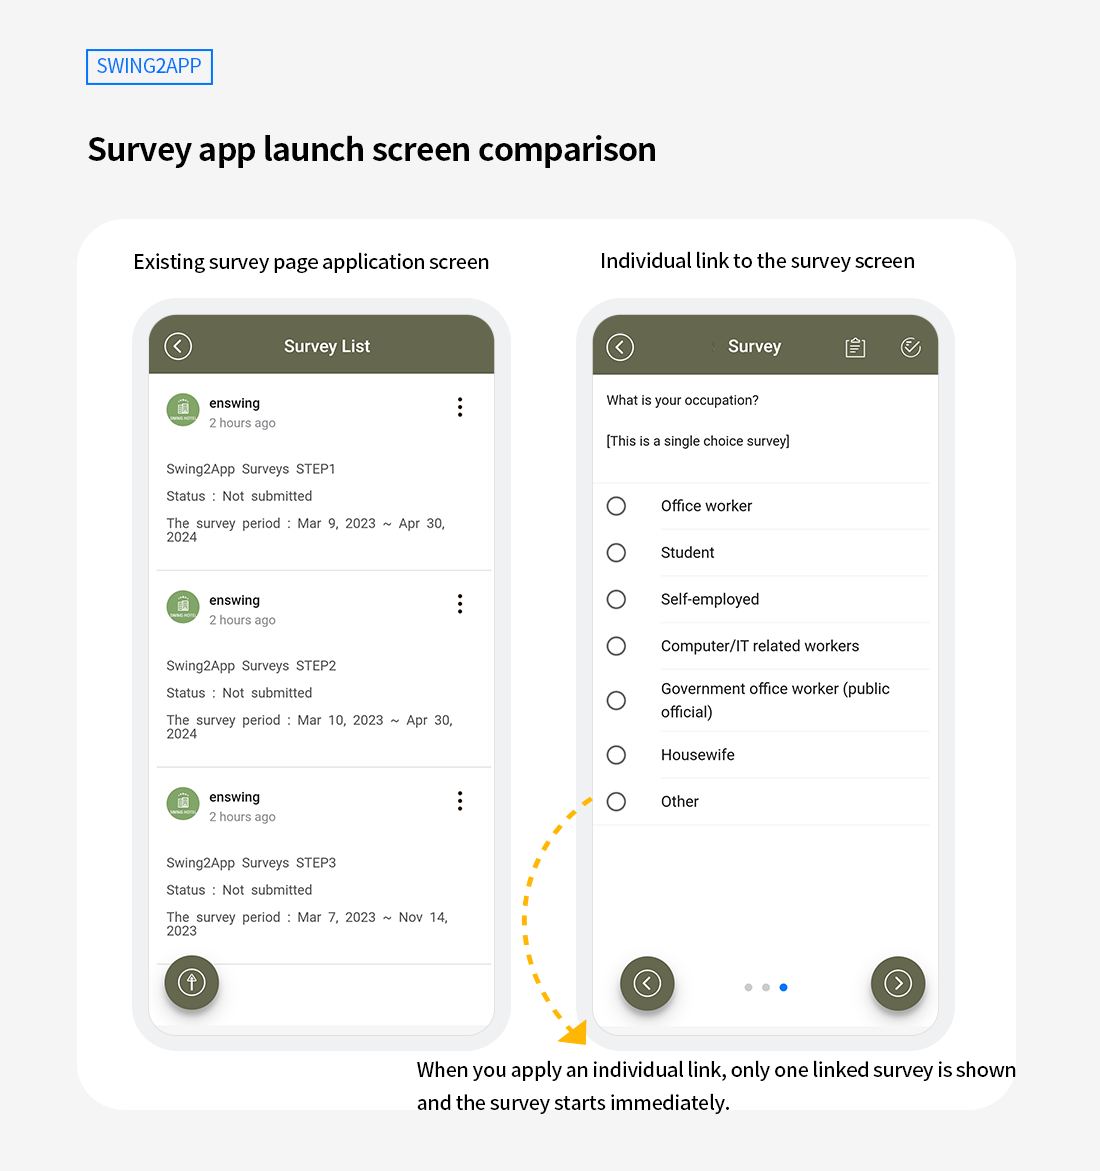 SWING2APP
Survey app launch screen comparison
Existing survey page application screen
Survey List
enswing
2 hours ago
Swing2App Surveys STEP1
Status : Not submitted
The survey period : Mar 9, 2023 ~ Apr 30,
2024
enswing
2 hours ago
Swing2App Surveys STEP2
Status : Not submitted
The survey period : Mar 10, 2023 ~ Apr 30,
2024
enswing
2 hours ago
Swing2App Surveys STEP3
Status : Not submitted
The survey period : Mar 7, 2023 ~ Nov 14,
2023
Individual link to the survey screen
Survey
What is your occupation?
[This is a single choice survey]
Office worker
Student
Self-employed
Computer/IT related workers
Government office worker (public
official)
Housewife
Other
When you apply an individual link, only one linked survey is shown
and the survey starts immediately.